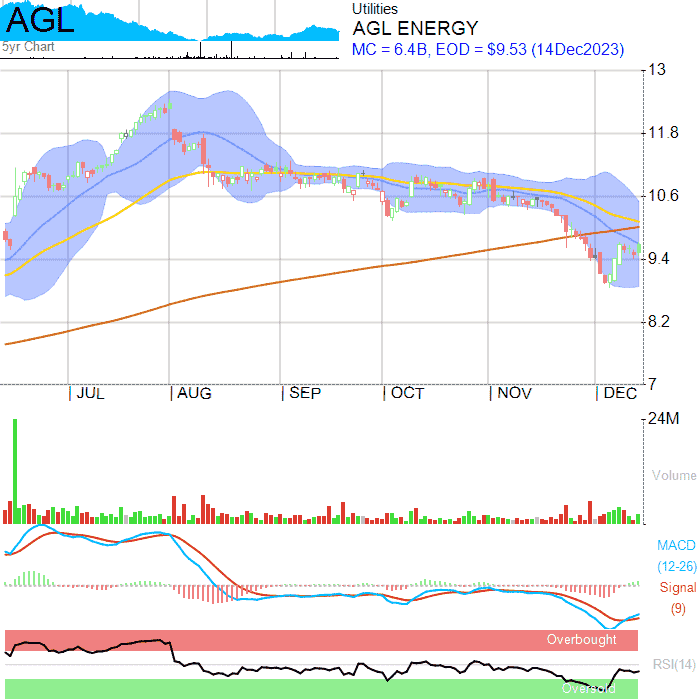 AGL
5yr Chart
Utilities
AGL ENERGY
MC = 6.4B, EOD = $9.53 (14Dec2023)
13
11.8
10.6
9.4
8.2
7
JUL AUG SEP OCT NOV DEC
24M
Volume
MACD
(12-26)
Signal
(9)
Overbought
RSI(14)
Oversold